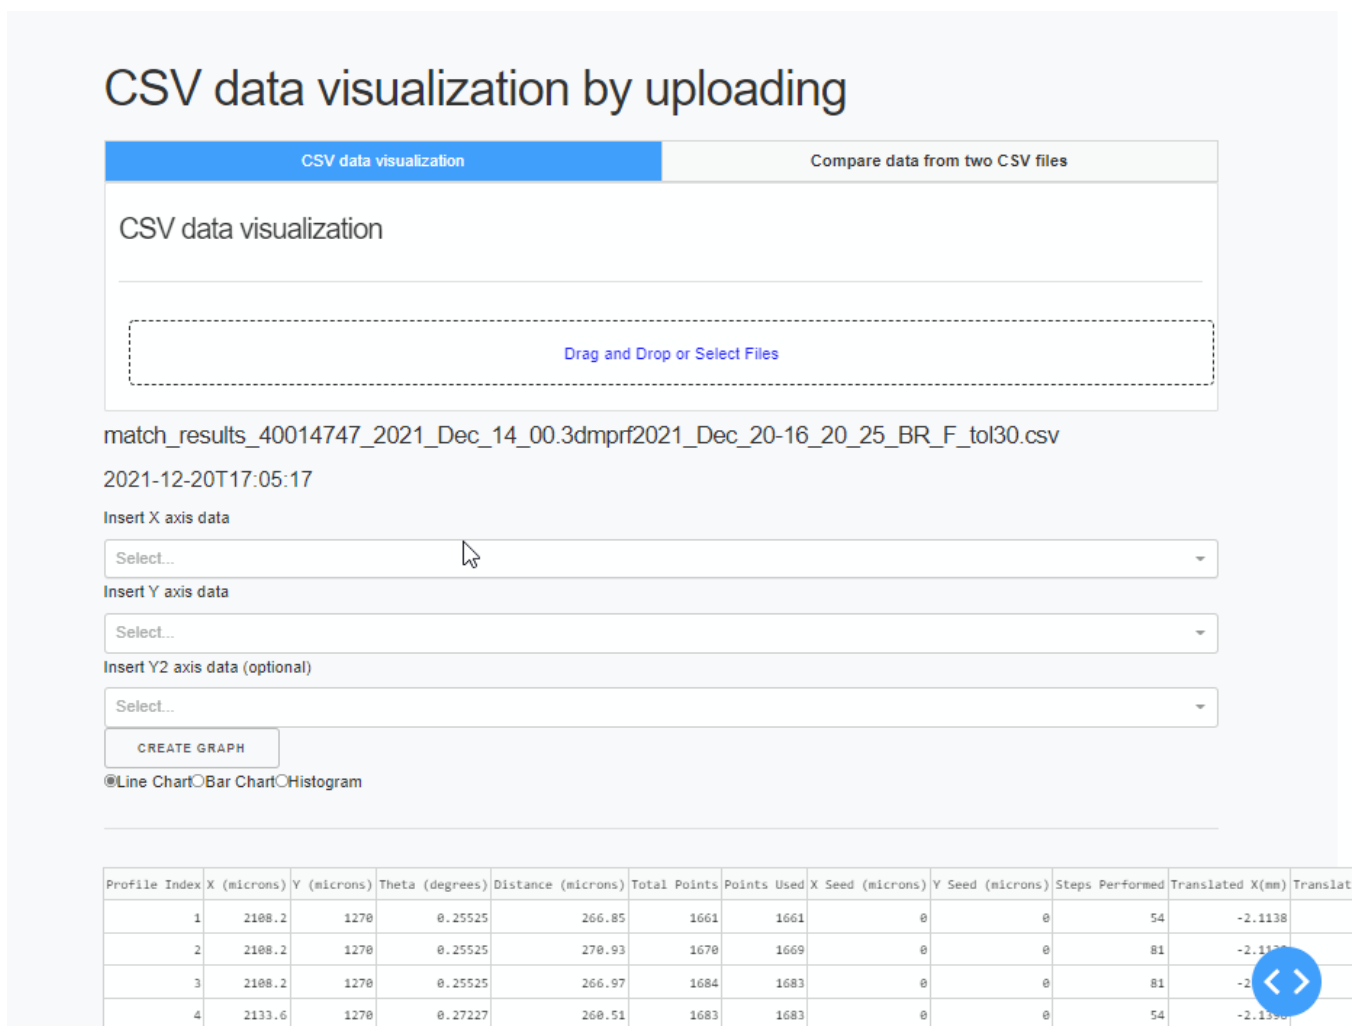 CSV data visualization by uploading
CSV data visualization Compare data from two CSV files
CSV data visualization
Drag and Drop or Select Files
match_results_40014747_2021_Dec_14_00.3dmprf2021_Dec_20-16_20_25_BR_F_tol30.csv
2021-12-20T17:05:17
Insert X axis data
Select...
Insert Y axis data
Select...
Insert Y2 axis data (optional)
Select...
CREATE GRAPH
Line Chart Bar Chart Histogram
Profile Index X (microns) Y (microns) Theta (degrees) Distance (microns) Total Points Points Used X Seed (microns) Y Seed (microns) Steps Performed Translated X(mm) Translat
1 2108.2 1270 0.25525 266.85 1661 1661 0 0 54 -2.1138
2 2108.2 1270 0.25525 270.93 1670 1669 0 0 81
3 2108.2 1270 0.25525 266.97 1684 1683 0 0 81
4 2133.6 1270 0.27227 260.51 1683 1683 0 0 54